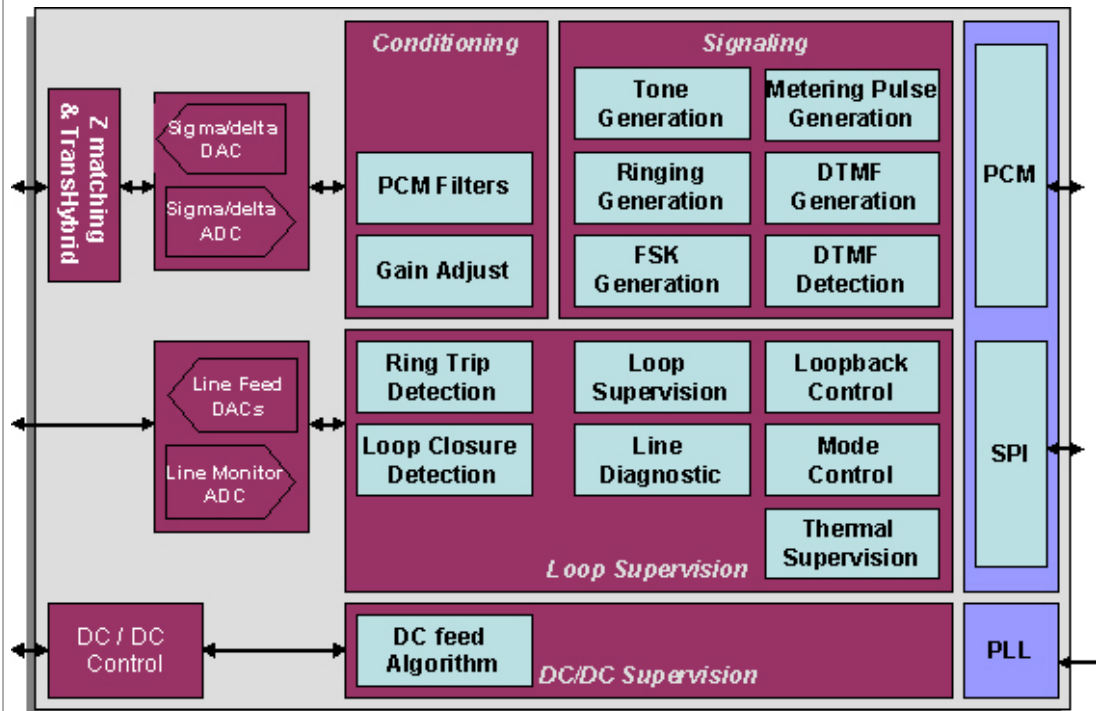 Conditioning
Signaling
Tone
Generation
Metering Pulse
Generation
Z matching
& TransHybrid
Sigma/delta
DAC
Sigma/delta
ADC
PCM Filters
Gain Adjust
Ringing
Generation
DTMF
Generation
FSK
Generation
DTMF
Detection
PCM
Line Feed
DACs
Line Monitor
ADC
Ring Trip
Detection
Loop
Supervision
Loopback
Control
Loop Closure
Detection
Line
Diagnostic
Mode
Control
Thermal
Supervision
Loop Supervision
SPI
DC / DC
Control
DC feed
Algorithm
DC/DC Supervision
PLL